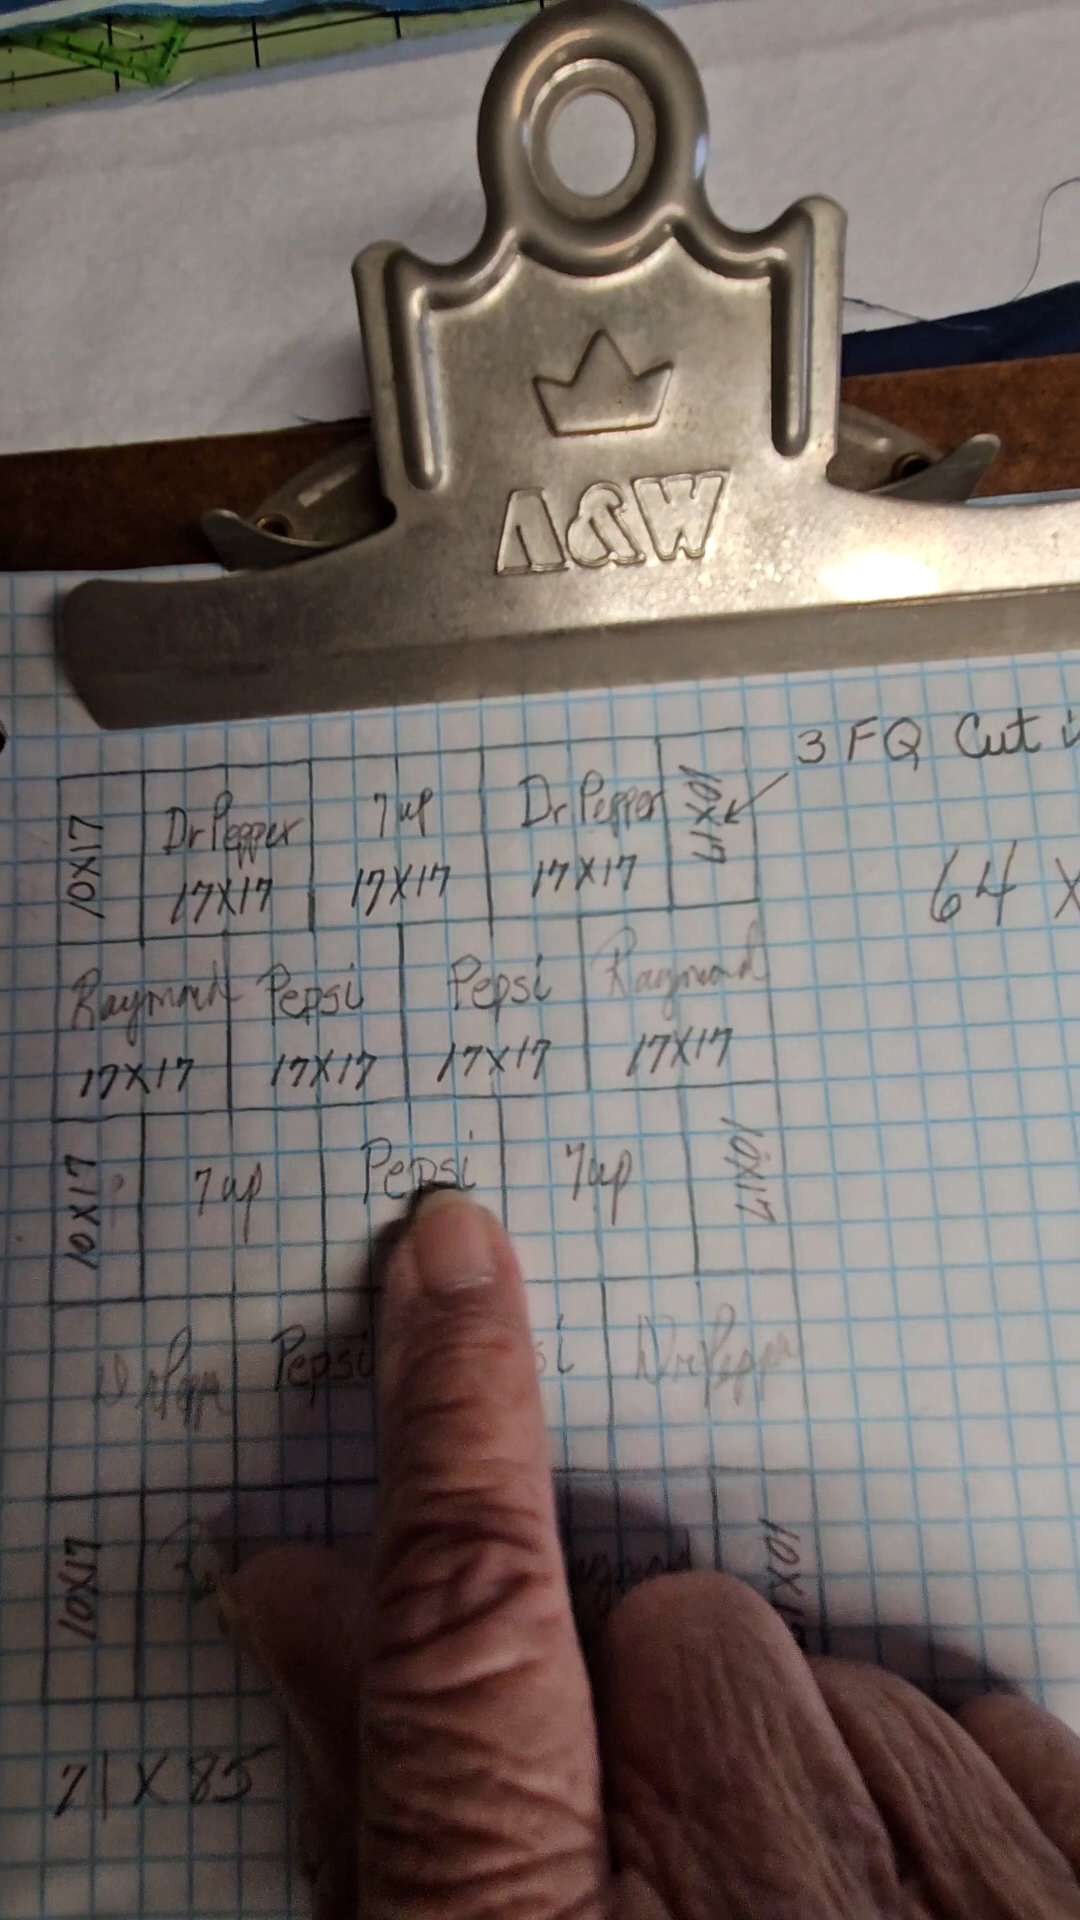 A&W
3 FQ Cut
10X17 Dr Pepper 7up Dr Pepper 10X17
17X17 17X17 17X17
64 X
Raymond Pepsi Pepsi Raymond
17X17 17X17 17X17 17X17
10X17 7up Pepsi 7up 10X17
Pepsi Dr Pepper
10X17
71 X 85